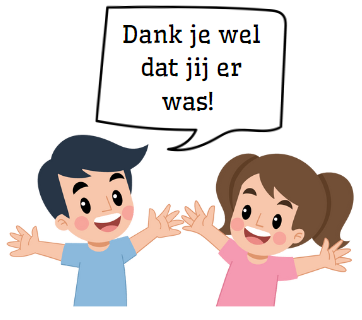 Dank je wel
dat jij er
was!